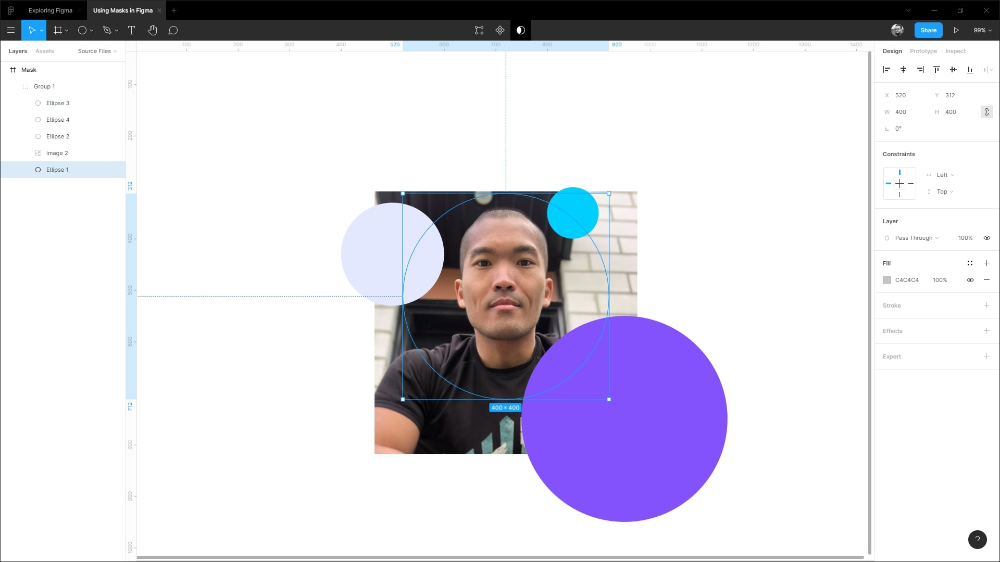 Exploring Figma
Using Masks in Figma
Share
99%
Layers
Assets
Source Files
Mask
Group 1
Ellipse 3
Ellipse 4
Ellipse 2
image 2
Ellipse 1
100
200
300
400
520
600
700
800
920
1000
1100
1200
1300
1400
100
200
312
400
500
600
712
800
900
1000
400 × 400
Design
Prototype
Inspect
X 520
Y 312
W 400
H 400
0°
Constraints
Left
Top
Layer
Pass Through
100%
Fill
C4C4C4
100%
Stroke
Effects
Export
?